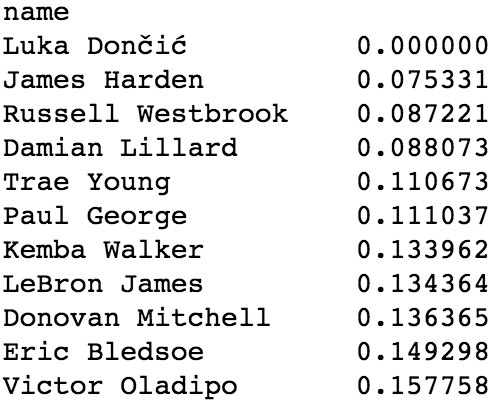 name
Luka Dončić 0.000000
James Harden 0.075331
Russell Westbrook 0.087221
Damian Lillard 0.088073
Trae Young 0.110673
Paul George 0.111037
Kemba Walker 0.133962
LeBron James 0.134364
Donovan Mitchell 0.136365
Eric Bledsoe 0.149298
Victor Oladipo 0.157758